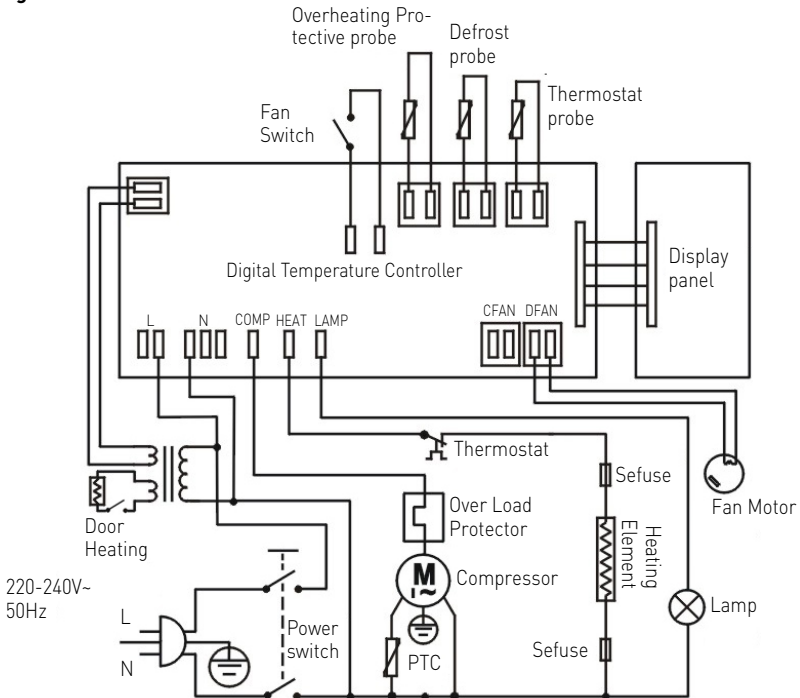 Overheating Pro-
tective probe
Defrost
probe
Thermostat
probe
Fan
Switch
Digital Temperature Controller
Display
panel
L
N
COMP
HEAT
LAMP
CFAN
DFAN
Thermostat
Sefuse
Fan Motor
Over Load
Protector
Heating
Element
Door
Heating
M
1~
Compressor
220-240V~
50Hz
L
N
Power
switch
PTC
Sefuse
Lamp